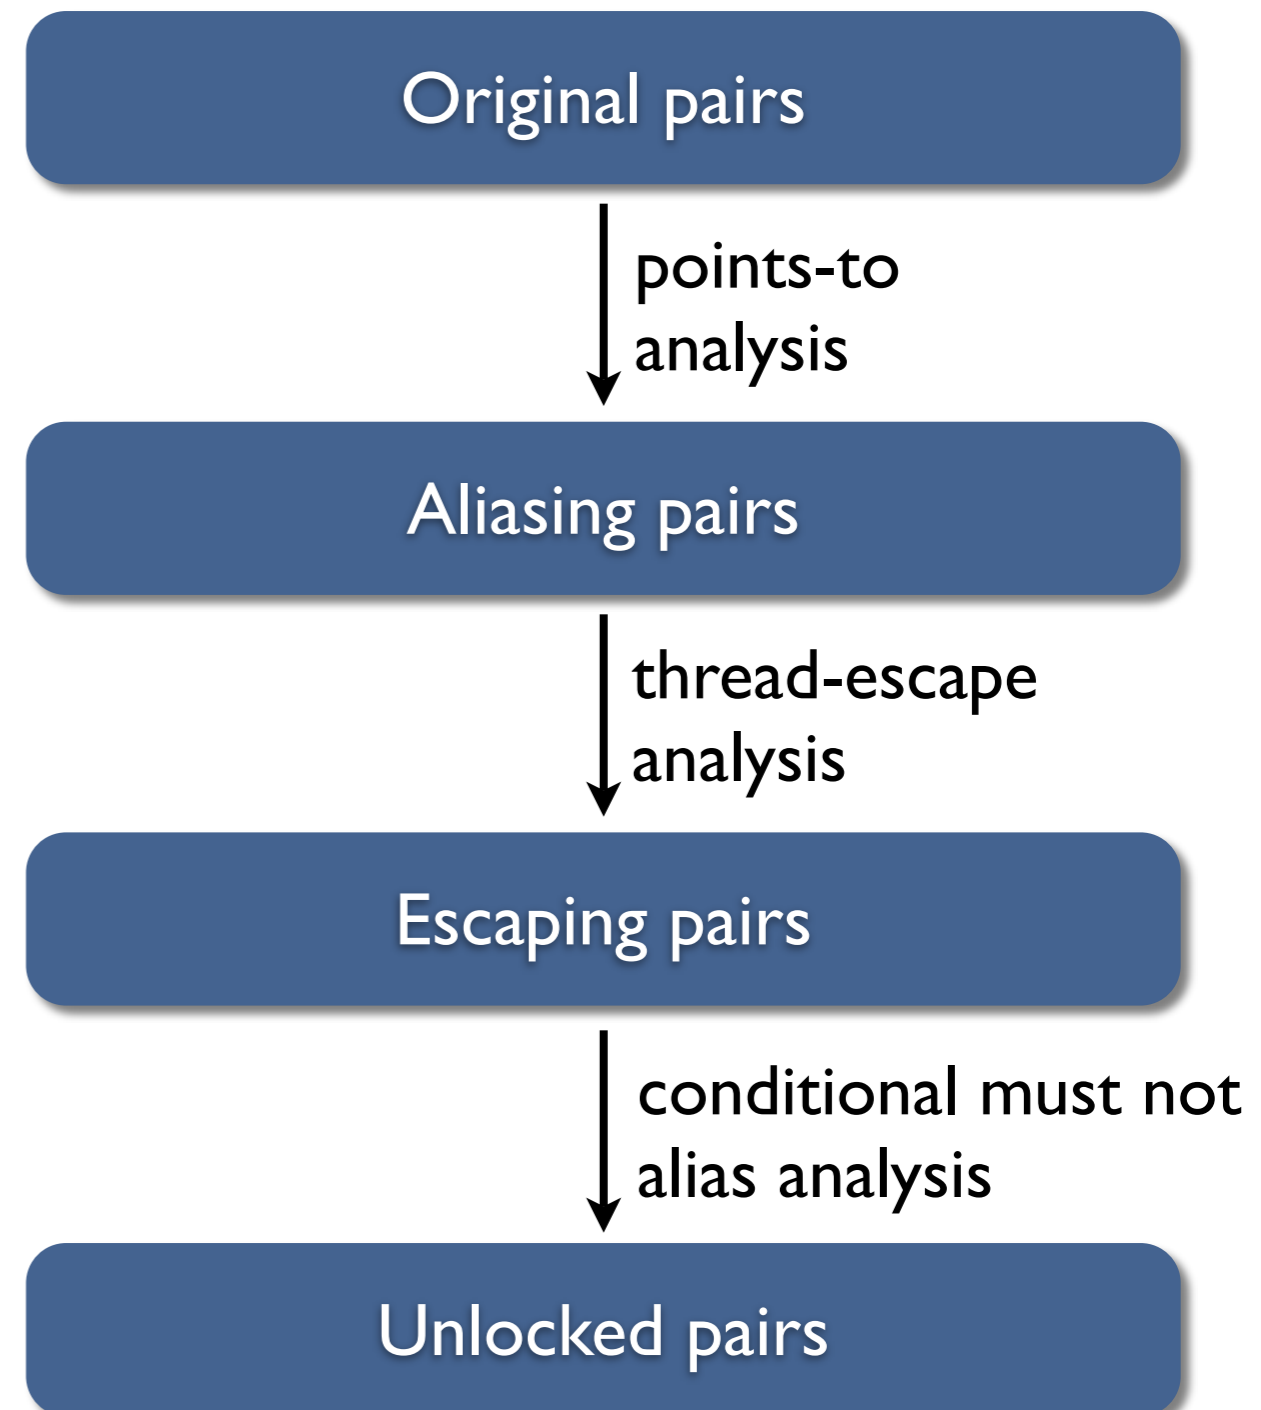 Original pairs
points-to
analysis
Aliasing pairs
thread-escape
analysis
Escaping pairs
conditional must not
alias analysis
Unlocked pairs